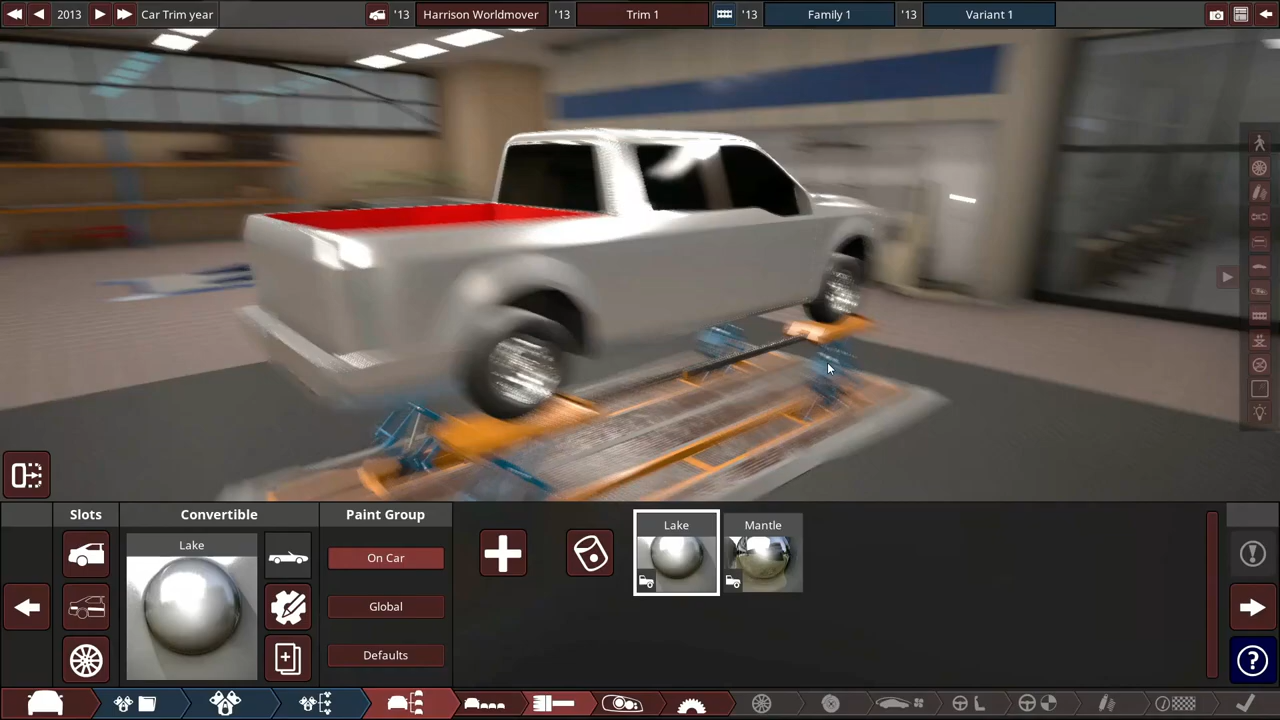 2013 Car Trim year '13 Harrison Worldmover '13 Trim 1 '13 Family 1 '13 Variant 1
Slots Convertible Paint Group
Lake
On Car
Global
Defaults
Lake Mantle
?